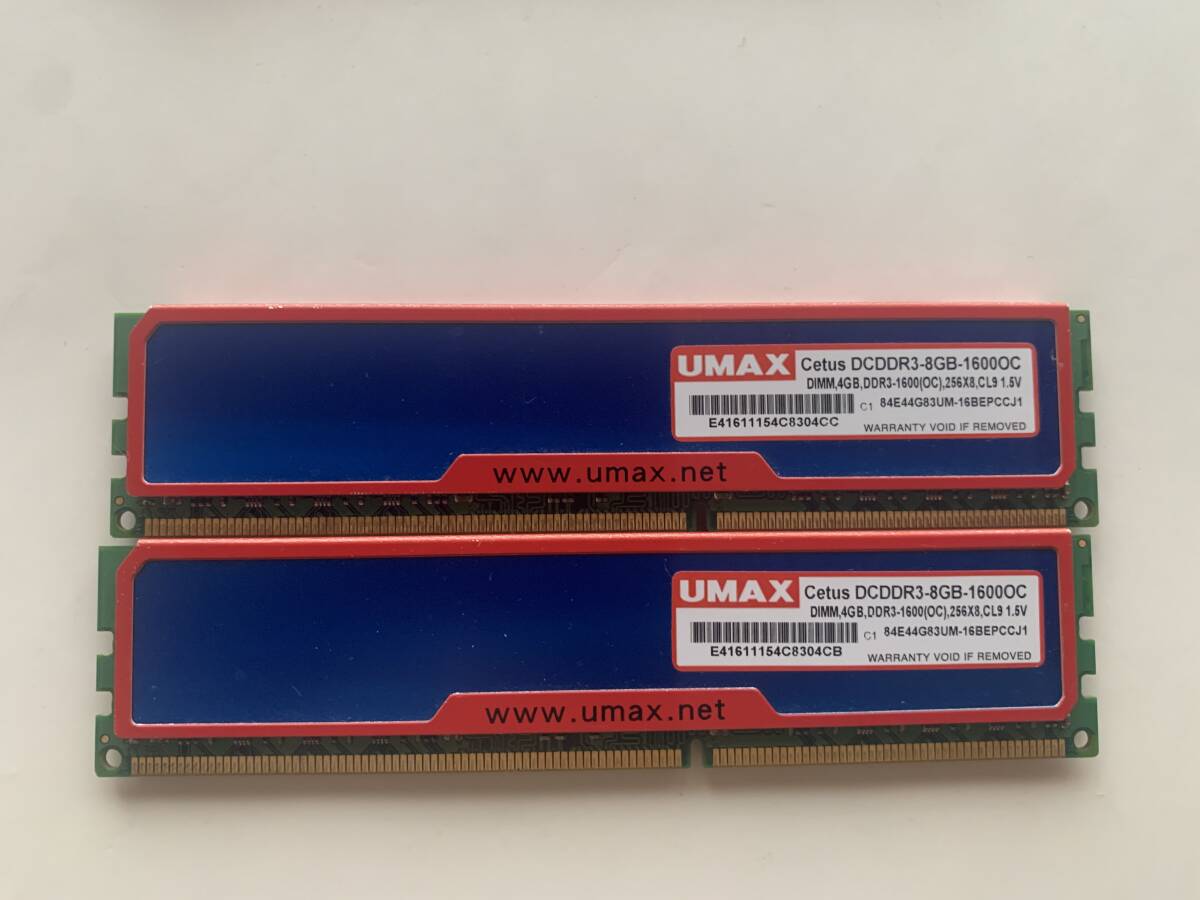 UMAX Cetus DCDDR3-8GB-1600OC
DIMM,4GB,DDR3-1600(OC),256X8,CL9 1.5V
C1 84E44G83UM-16BEPCCJ1
E41611154C8304CC
WARRANTY VOID IF REMOVED
www.umax.net
UMAX Cetus DCDDR3-8GB-1600OC
DIMM,4GB,DDR3-1600(OC),256X8,CL9 1.5V
C1 84E44G83UM-16BEPCCJ1
E41611154C8304CB
WARRANTY VOID IF REMOVED
www.umax.net